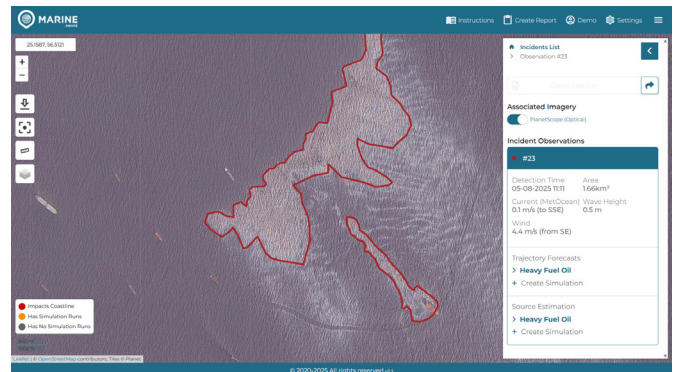 MARINE
Instructions
Create Report
Demo
Settings
25.1587, 56.5121
+
−
Impacts Coastline
Has Simulation Runs
Has No Simulation Runs
Leaflet | © OpenStreetMap contributors, Tiles © Planet
Incidents List
> Observation #23
Associated Imagery
PlanetScope (Optical)
Incident Observations
#23
Detection Time Area
05-08-2025 11:11 1.66km²
Current (MetOcean) Wave Height
0.1 m/s (to SSE) 0.5 m
Wind
4.4 m/s (from SE)
Trajectory Forecasts
> Heavy Fuel Oil
+ Create Simulation
Source Estimation
> Heavy Fuel Oil
+ Create Simulation
© 2020-2025 All rights reserved